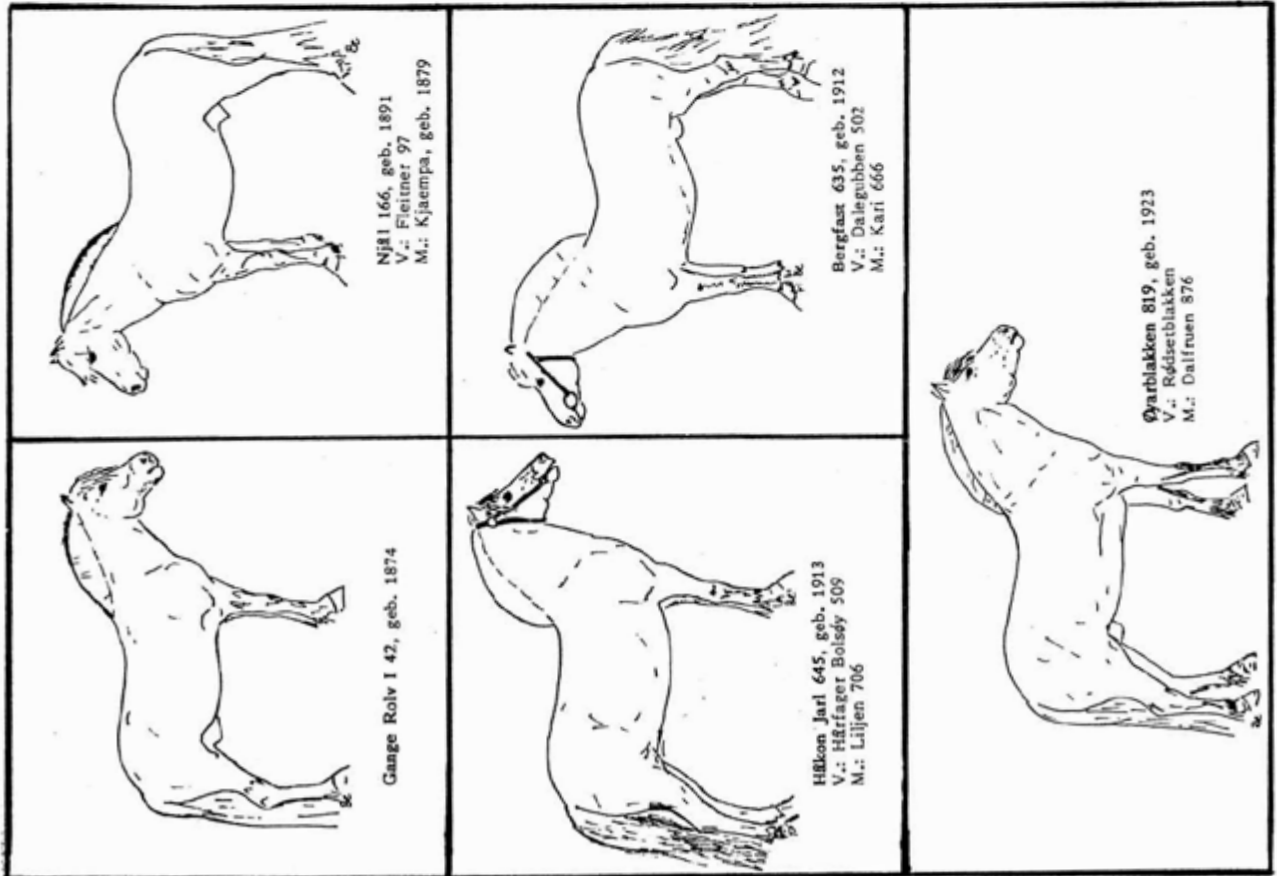 Gange Rolv I 42, geb. 1874
Njål 166, geb. 1891
V.: Fleitner 97
M.: Kjaempa, geb. 1879
Håkon Jarl 645, geb. 1913
V.: Hårfager Bolsøy 509
M.: Liljen 706
Bergfast 635, geb. 1912
V.: Dalegubben 502
M.: Kari 666
Øyarblakken 819, geb. 1923
V.: Rødsetblakken
M.: Dalfruen 876